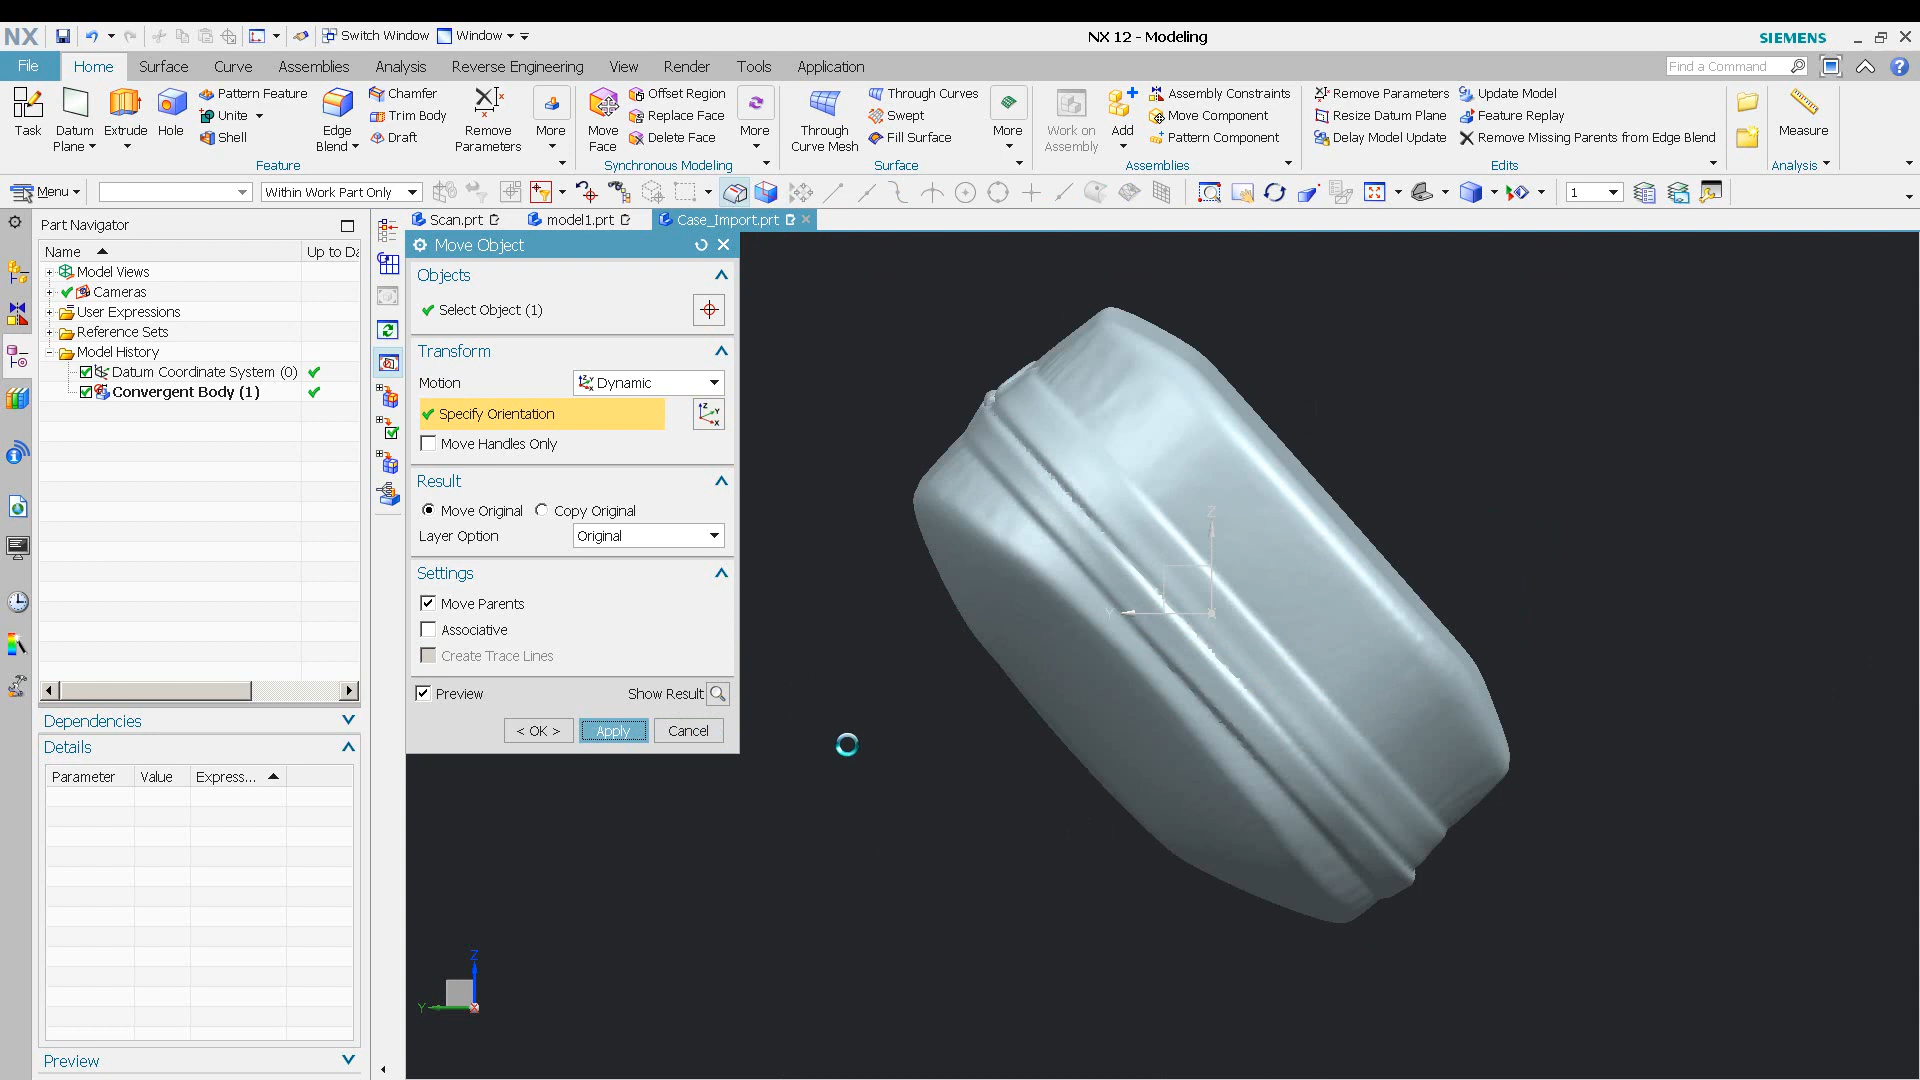 NX Switch Window Window NX 12 - Modeling SIEMENS
File Home Surface Curve Assemblies Analysis Reverse Engineering View Render Tools Application Find a Command
Task
Datum Plane
Extrude
Hole
Pattern Feature
Unite
Shell
Edge Blend
Chamfer
Trim Body
Draft
Remove Parameters
More
Feature
Move Face
Offset Region
Replace Face
Delete Face
More
Synchronous Modeling
Through Curve Mesh
Through Curves
Swept
Fill Surface
More
Surface
Work on Assembly
Add
Assembly Constraints
Move Component
Pattern Component
Assemblies
Remove Parameters
Resize Datum Plane
Delay Model Update
Update Model
Feature Replay
Remove Missing Parents from Edge Blend
Edits
Measure
Analysis
Menu Within Work Part Only 1
Part Navigator
Name Up to Da
Model Views
Cameras
User Expressions
Reference Sets
Model History
Datum Coordinate System (0)
Convergent Body (1)
Dependencies
Details
Parameter Value Express...
Preview
Scan.prt model1.prt Case_Import.prt
Move Object
Objects
Select Object (1)
Transform
Motion Dynamic
Specify Orientation
Move Handles Only
Result
Move Original Copy Original
Layer Option Original
Settings
Move Parents
Associative
Create Trace Lines
Preview Show Result
< OK > Apply Cancel
Z
Y
Z
Y